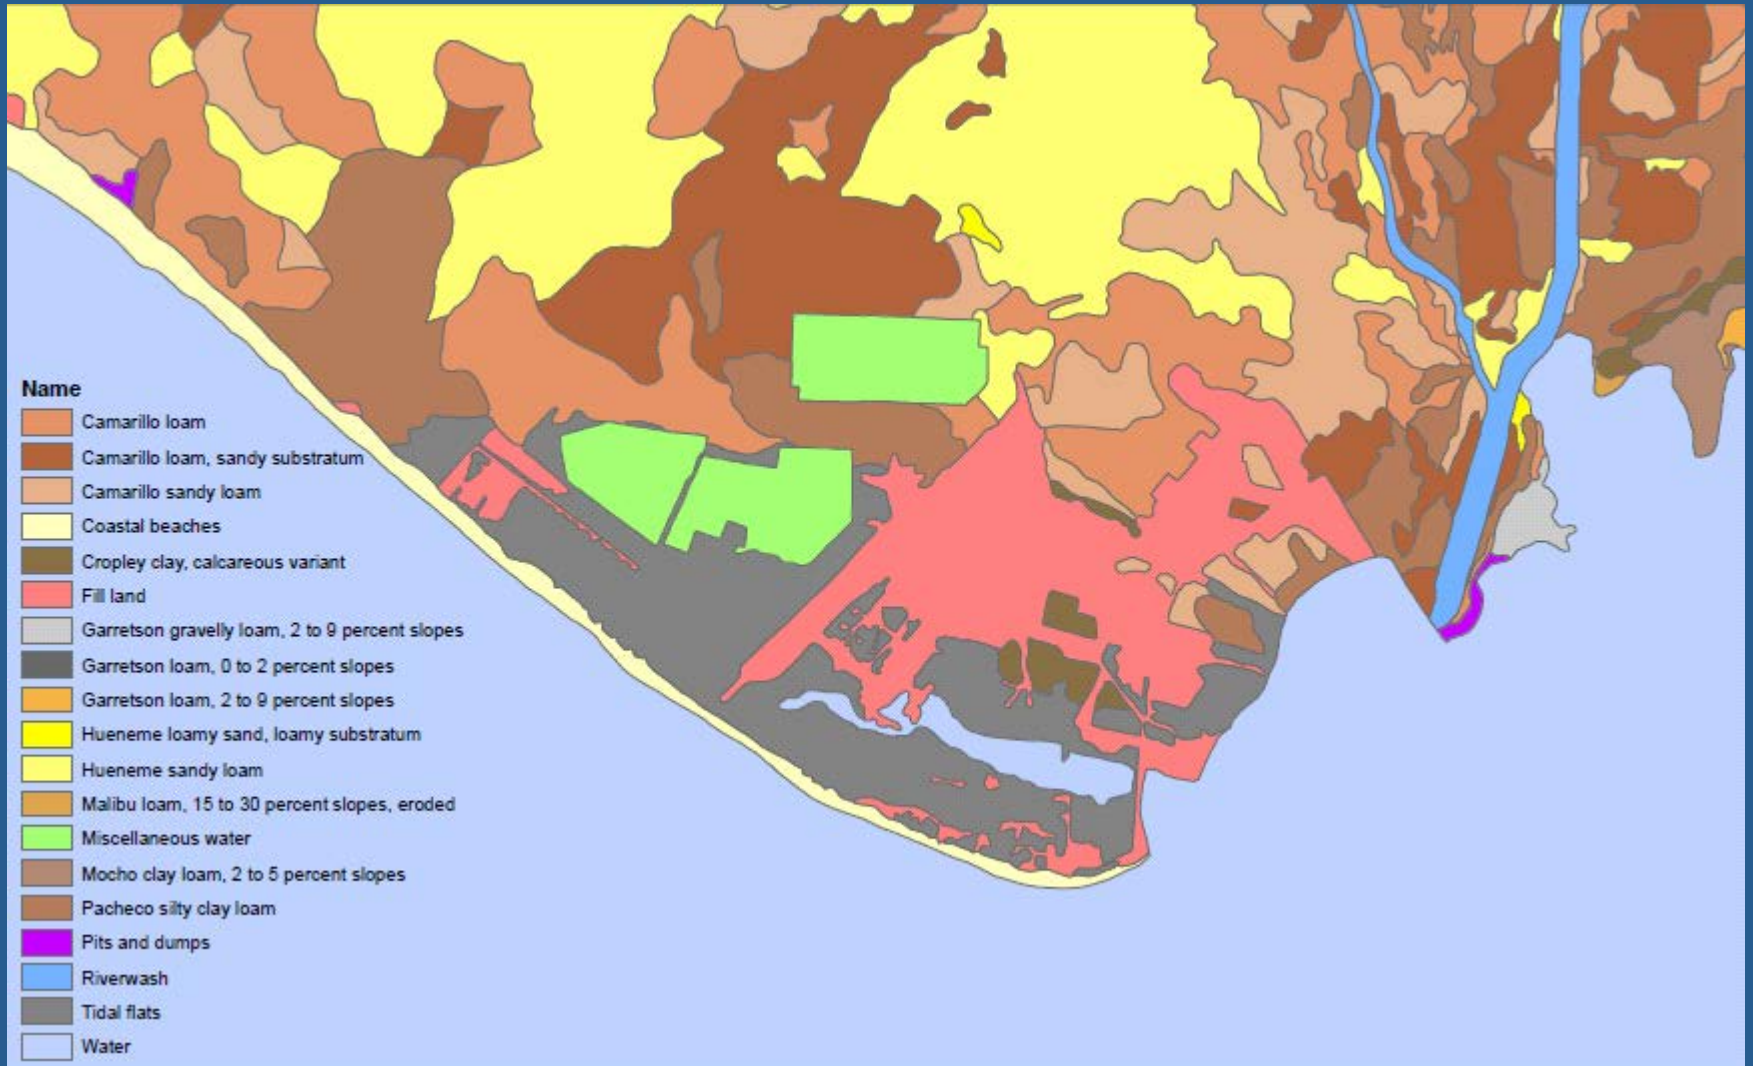 Name
Camarillo loam
Camarillo loam, sandy substratum
Camarillo sandy loam
Coastal beaches
Cropley clay, calcareous variant
Fill land
Garretson gravelly loam, 2 to 9 percent slopes
Garretson loam, 0 to 2 percent slopes
Garretson loam, 2 to 9 percent slopes
Hueneme loamy sand, loamy substratum
Hueneme sandy loam
Malibu loam, 15 to 30 percent slopes, eroded
Miscellaneous water
Mocho clay loam, 2 to 5 percent slopes
Pacheco silty clay loam
Pits and dumps
Riverwash
Tidal flats
Water